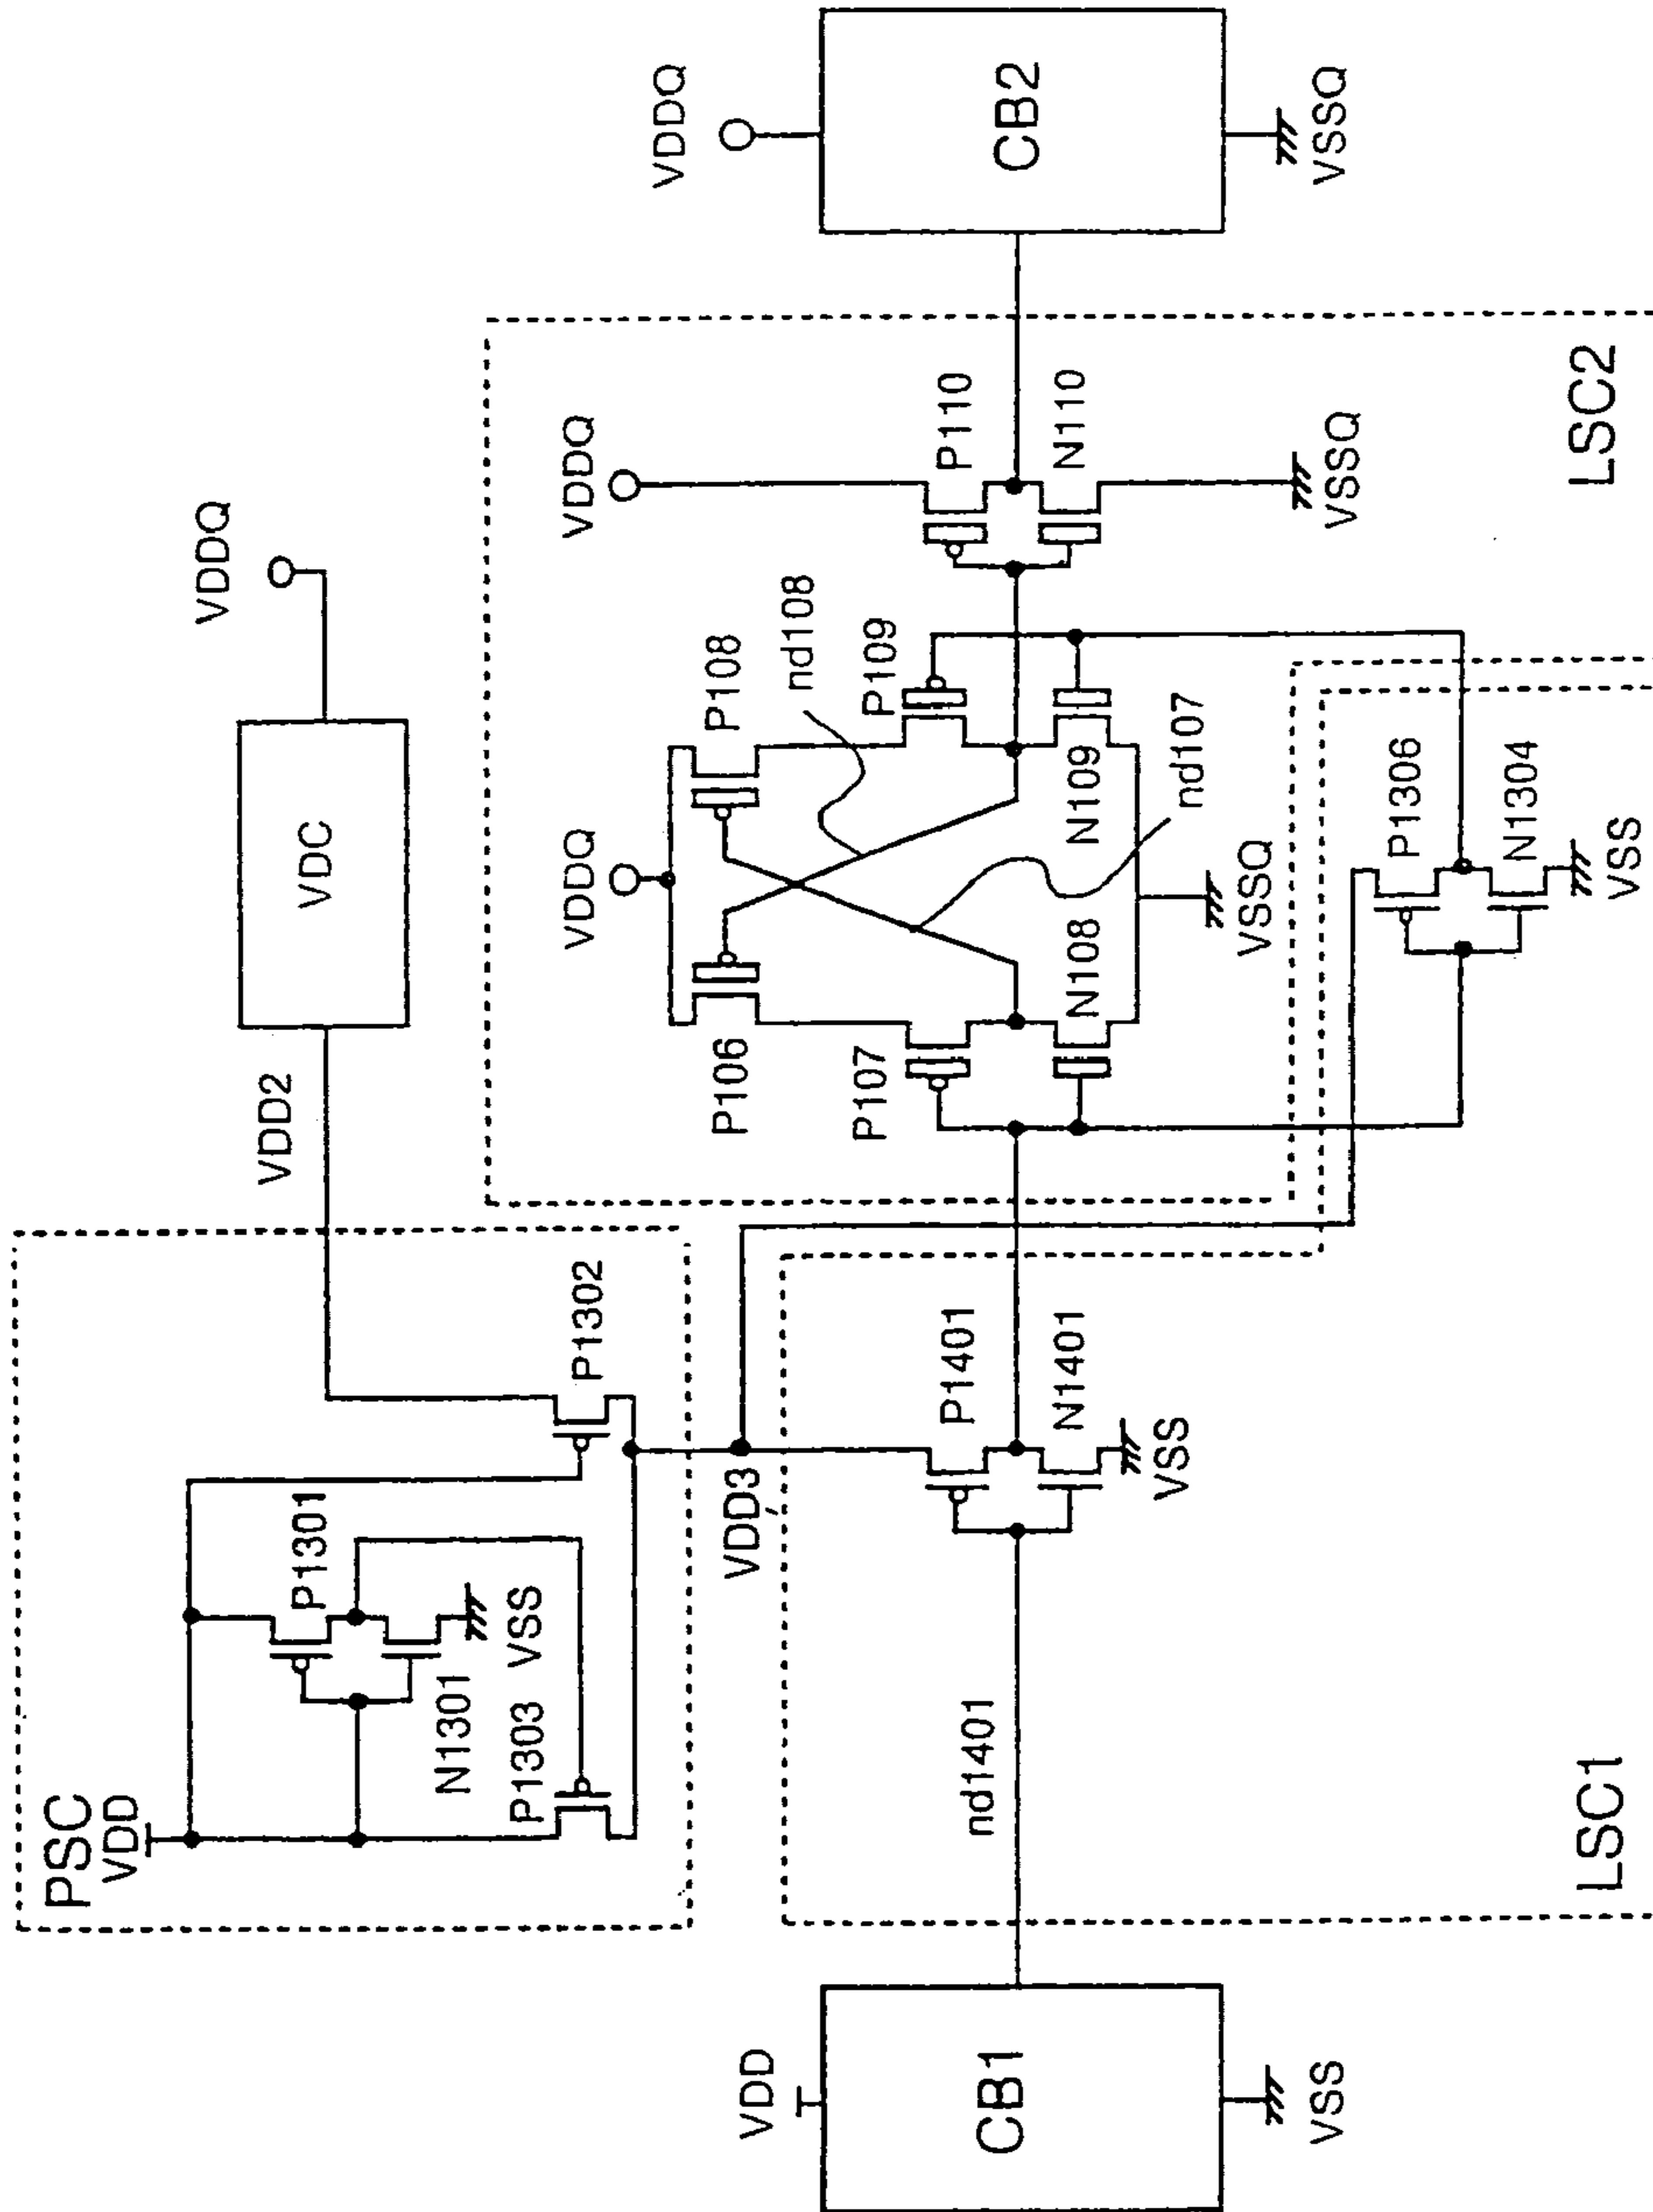 PSC
VDD
P1301
N1301
VSS
P1303
P1302
VDD2
VDC
VDDQ
VDD3
CB1
VDD
VSS
nd1401
P1401
N1401
VSS
LSC1
VDDQ
P106
P108
nd108
P107
P109
N108
N109
nd107
VSSQ
P1306
N1304
VSS
VDDQ
P110
N110
VSSQ
LSC2
VDDQ
CB2
VSSQ